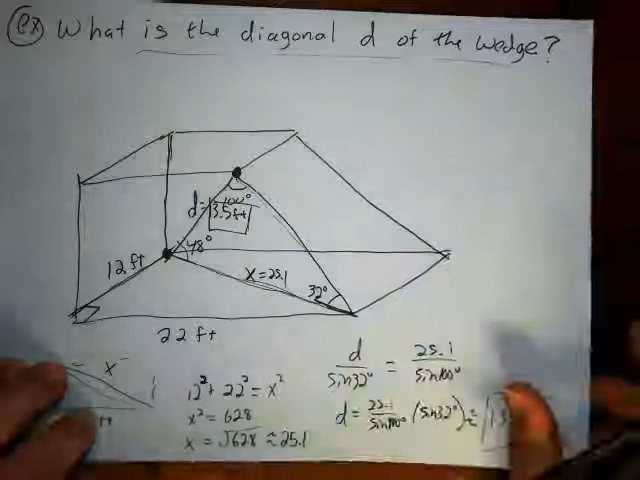 ex What is the diagonal d of the wedge?
100°
d= 13.5ft
48°
12 ft
x=25.1
32°
22 ft
x
12² + 22² = x²
x² = 628
x = √628 ≈ 25.1
d/sin32° = 25.1/sin100°
d = 25.1/sin100° (sin32°) ≈